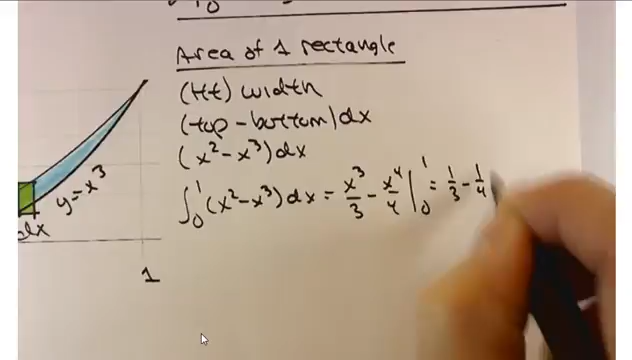 Area of 1 rectangle
(Ht) width
(top - bottom) dx
(x² - x³) dx
∫₀¹ (x² - x³) dx = x³/3 - x⁴/4 |₀¹ = 1/3 - 1/4
y = x³
dx
1